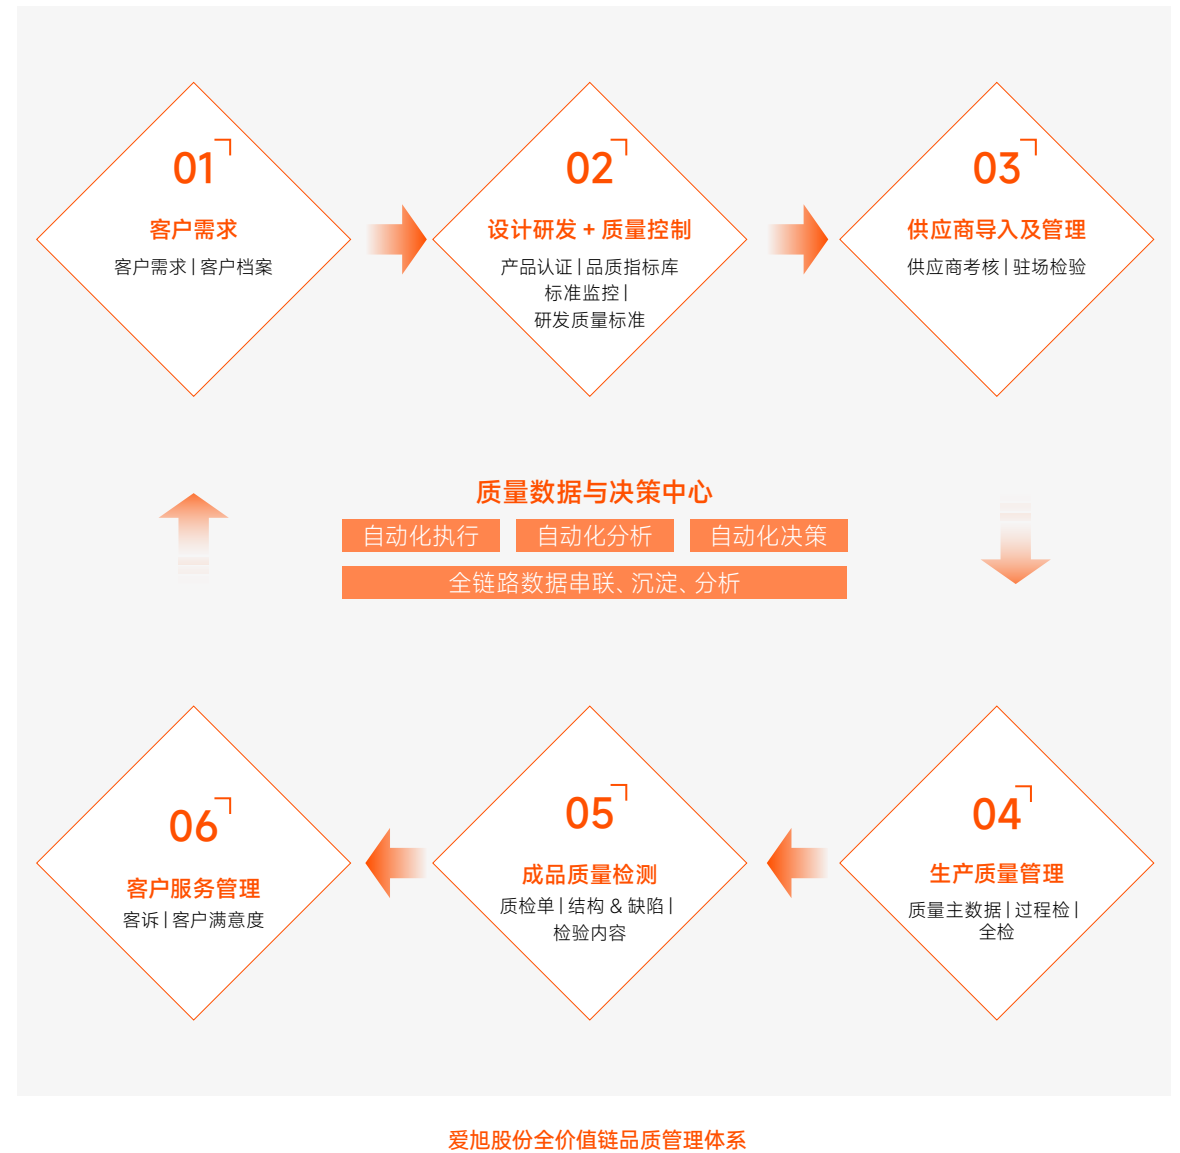 01
客户需求
客户需求 | 客户档案
02
设计研发 + 质量控制
产品认证 | 品质指标库
标准监控 |
研发质量标准
03
供应商导入及管理
供应商考核 | 驻场检验
质量数据与决策中心
自动化执行
自动化分析
自动化决策
全链路数据串联、沉淀、分析
06
客户服务管理
客诉 | 客户满意度
05
成品质量检测
质检单 | 结构 & 缺陷 |
检验内容
04
生产质量管理
质量主数据 | 过程检 |
全检
爱旭股份全价值链品质管理体系